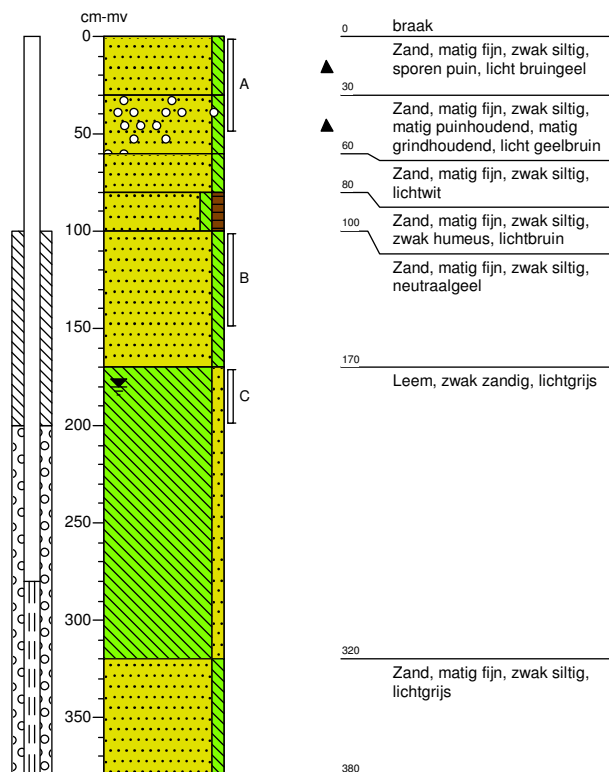 cm-mv
0
50
100
150
200
250
300
350
A
B
C
0
braak
Zand, matig fijn, zwak siltig,
sporen puin, licht bruingeel
30
Zand, matig fijn, zwak siltig,
matig puinhoudend, matig
grindhoudend, licht geelbruin
60
Zand, matig fijn, zwak siltig,
lichtwit
80
Zand, matig fijn, zwak siltig,
zwak humeus, lichtbruin
100
Zand, matig fijn, zwak siltig,
neutraalgeel
170
Leem, zwak zandig, lichtgrijs
320
Zand, matig fijn, zwak siltig,
lichtgrijs
380